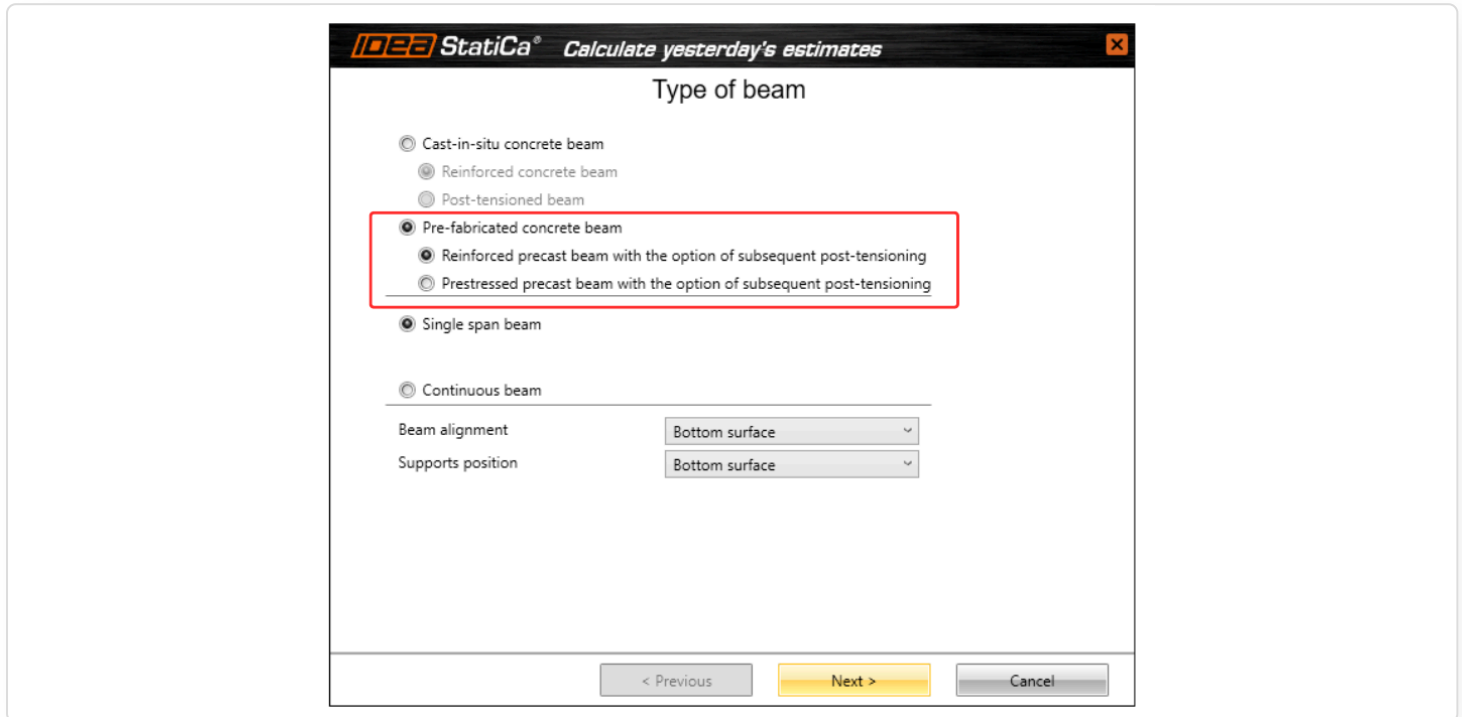 IDEA StatiCa® Calculate yesterday's estimates
Type of beam
Cast-in-situ concrete beam
Reinforced concrete beam
Post-tensioned beam
Pre-fabricated concrete beam
Reinforced precast beam with the option of subsequent post-tensioning
Prestressed precast beam with the option of subsequent post-tensioning
Single span beam
Continuous beam
Beam alignment Bottom surface
Supports position Bottom surface
< Previous Next > Cancel